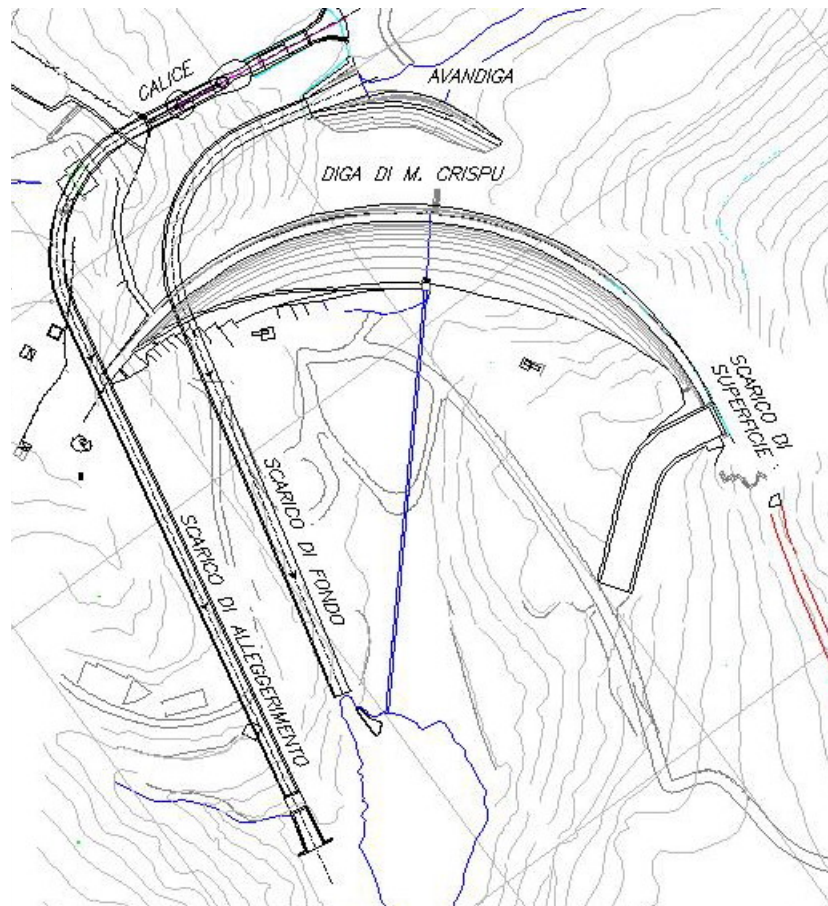 CALICE
AVANDIGA
DIGA DI M. CRISPU
SCARICO DI
SUPERFICIE
SCARICO DI FONDO
SCARICO DI ALLEGGERIMENTO